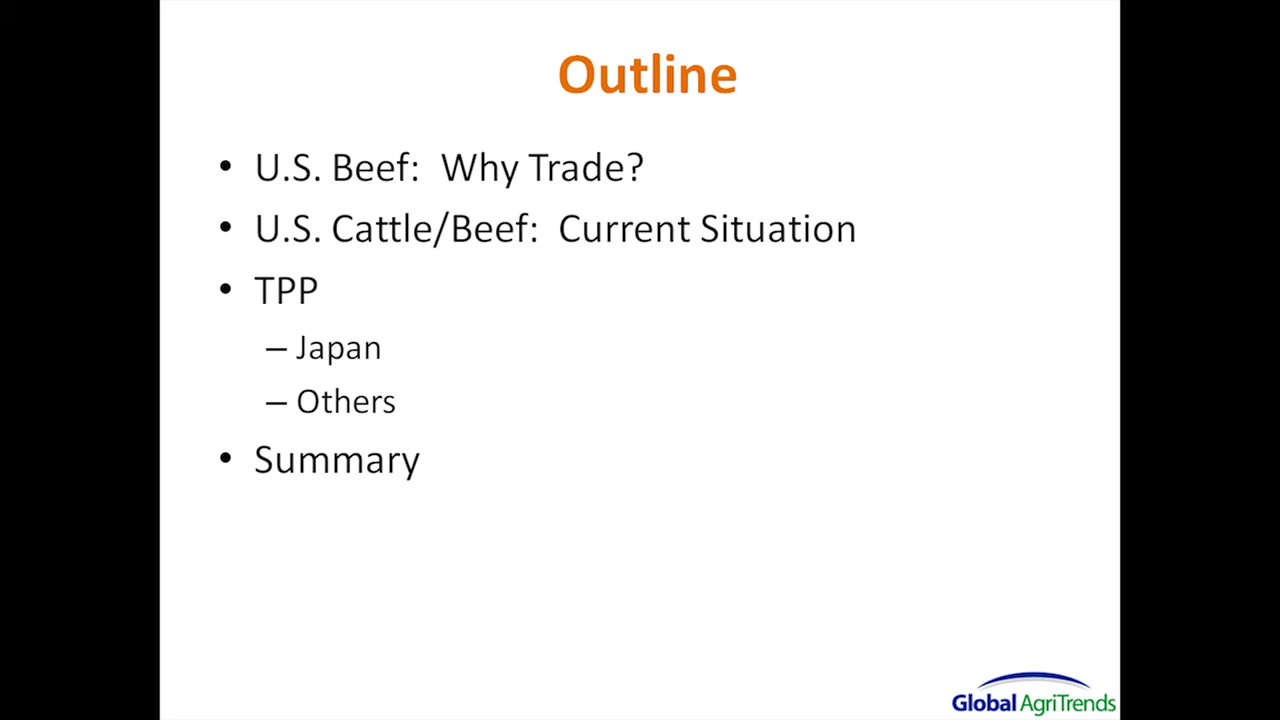 Outline
• U.S. Beef:  Why Trade?
• U.S. Cattle/Beef:  Current Situation
• TPP
– Japan
– Others
• Summary
Global AgriTrends